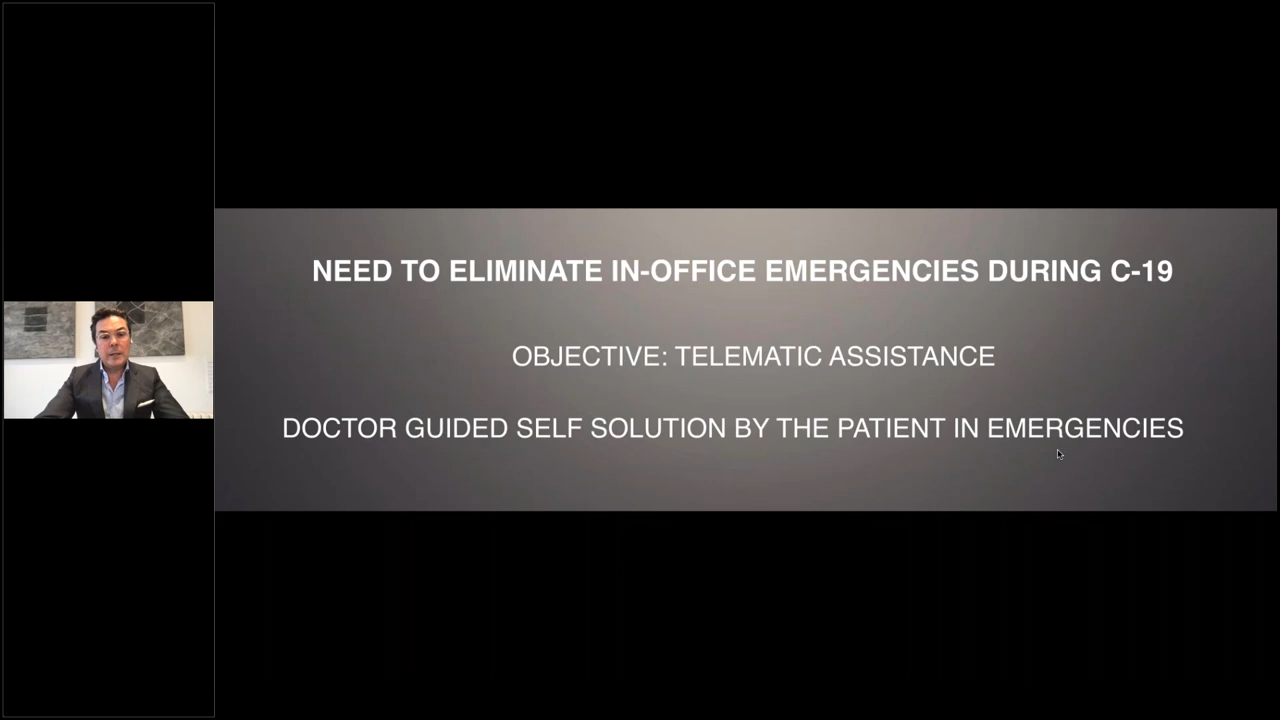 NEED TO ELIMINATE IN-OFFICE EMERGENCIES DURING C-19
OBJECTIVE: TELEMATIC ASSISTANCE
DOCTOR GUIDED SELF SOLUTION BY THE PATIENT IN EMERGENCIES